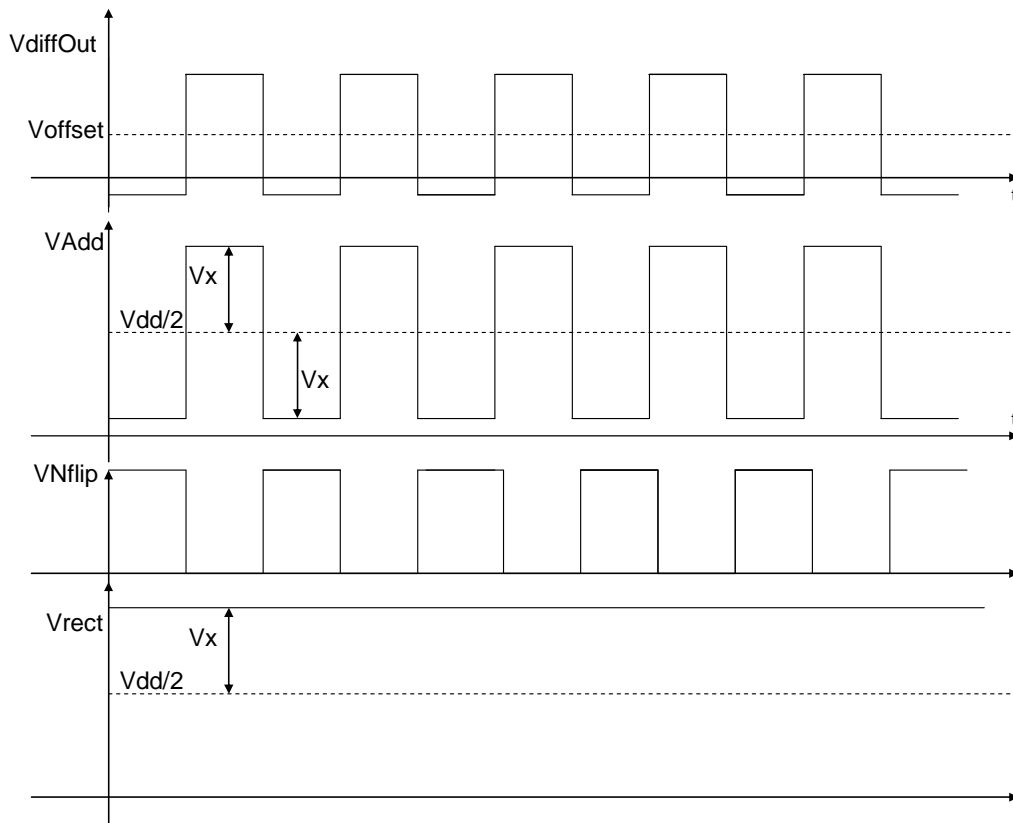 VdiffOut
Voffset
t
VAdd
Vx
Vdd/2
Vx
t
VNflip
Vrect
Vx
Vdd/2